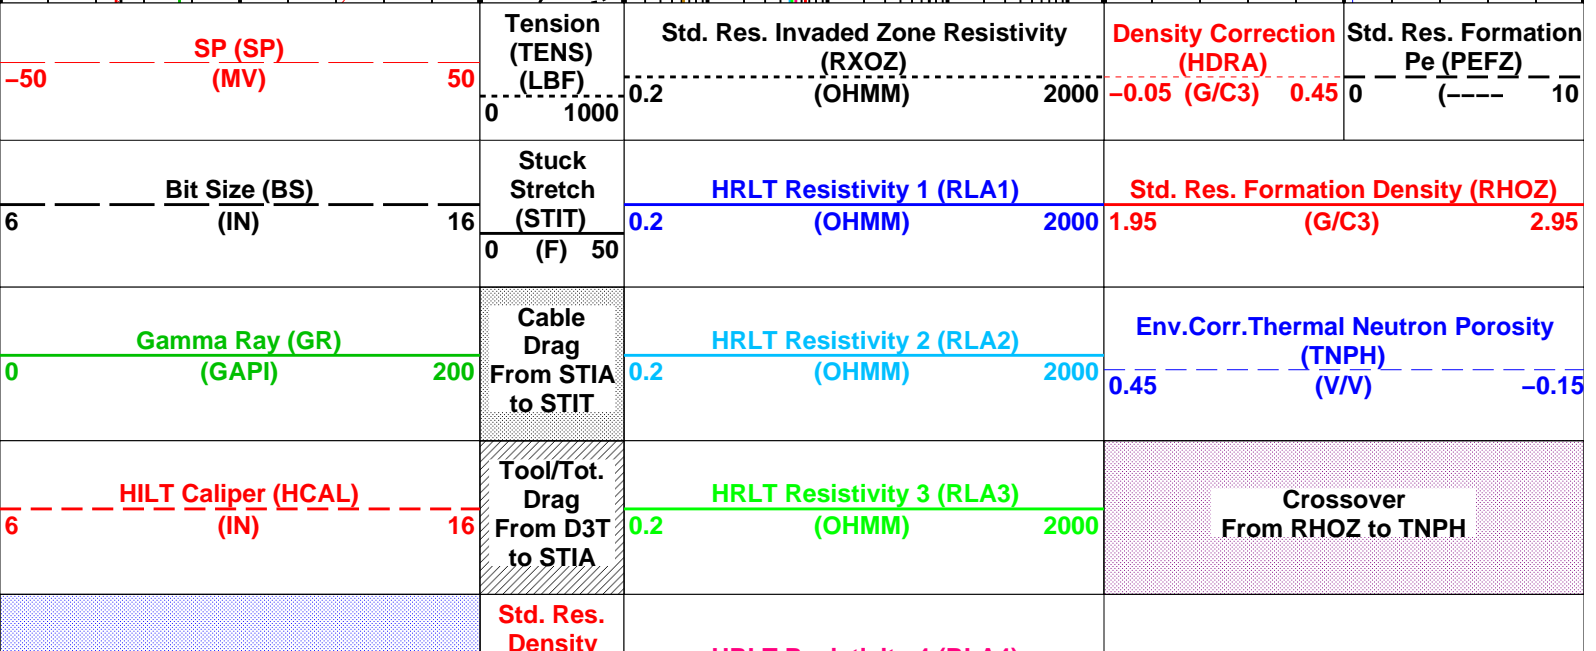 SP (SP)
−50 (MV) 50
Tension
(TENS)
(LBF)
0 1000
Std. Res. Invaded Zone Resistivity
(RXOZ)
0.2 (OHMM) 2000
Density Correction
(HDRA)
−0.05 (G/C3) 0.45
Std. Res. Formation
Pe (PEFZ)
0 (−−−− 10
Bit Size (BS)
6 (IN) 16
Stuck
Stretch
(STIT)
0 (F) 50
HRLT Resistivity 1 (RLA1)
0.2 (OHMM) 2000
Std. Res. Formation Density (RHOZ)
1.95 (G/C3) 2.95
Gamma Ray (GR)
0 (GAPI) 200
Cable
Drag
From STIA
to STIT
HRLT Resistivity 2 (RLA2)
0.2 (OHMM) 2000
Env.Corr.Thermal Neutron Porosity
(TNPH)
0.45 (V/V) −0.15
HILT Caliper (HCAL)
6 (IN) 16
Tool/Tot.
Drag
From D3T
to STIA
HRLT Resistivity 3 (RLA3)
0.2 (OHMM) 2000
Crossover
From RHOZ to TNPH
Std. Res.
Density
HRLT Resistivity 4 (RLA4)